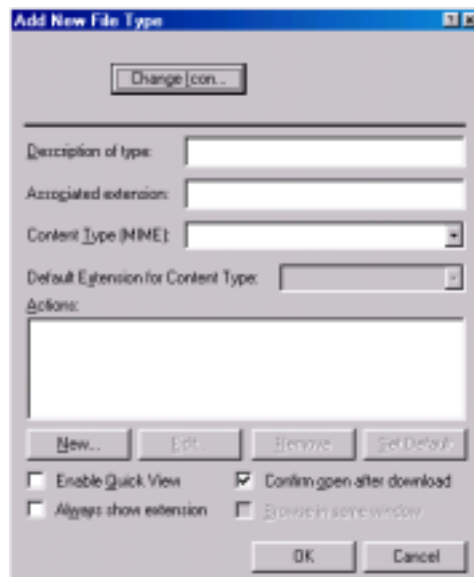 Add New File Type
Change Icon...
Description of type:
Associated extension:
Content Type (MIME):
Default Extension for Content Type:
Actions:
New... Edit... Remove Set Default
Enable Quick View Confirm open after download
Always show extension Browse in same window
OK Cancel